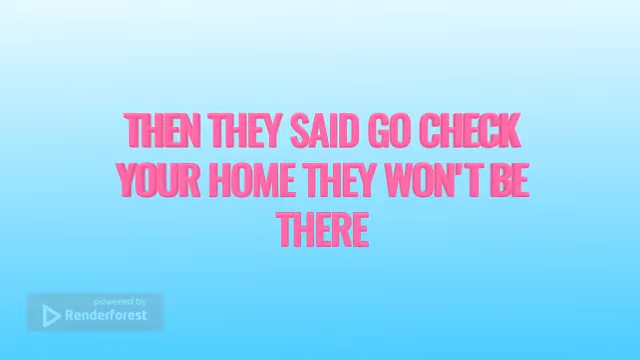 THEN THEY SAID GO CHECK
YOUR HOME THEY WON'T BE
THERE
powered by
Renderforest